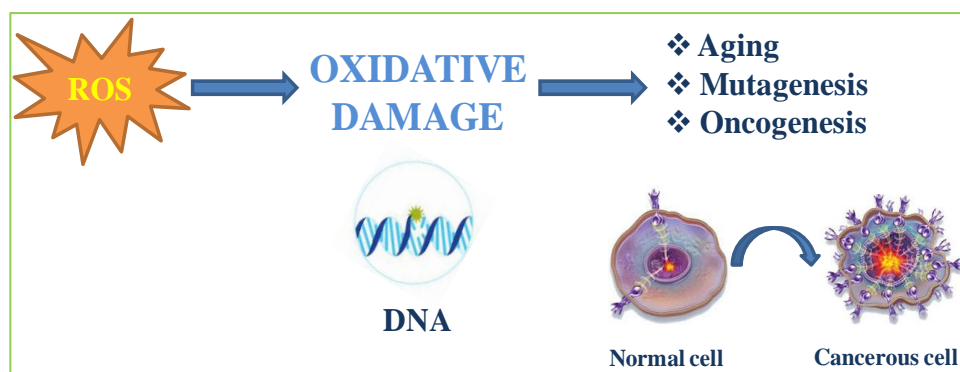 ROS
OXIDATIVE
DAMAGE
❖ Aging
❖ Mutagenesis
❖ Oncogenesis
DNA
Normal cell
Cancerous cell